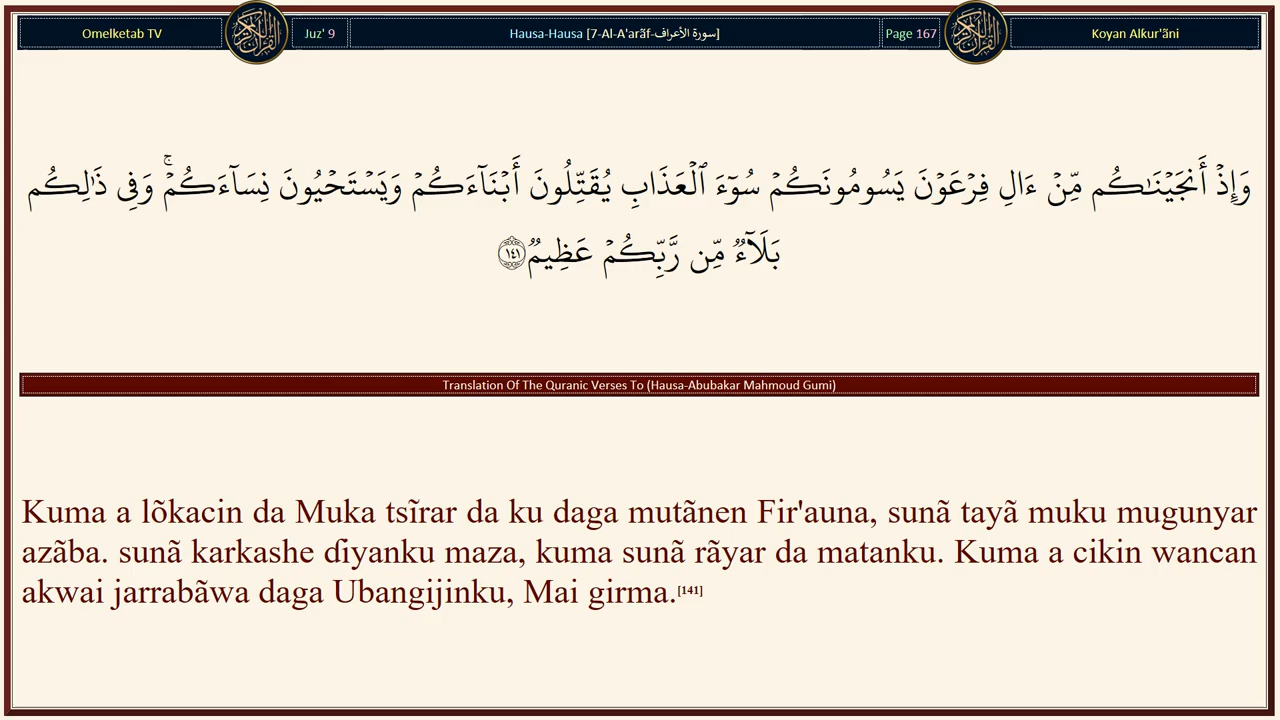 Omelketab TV
Juz' 9
Hausa-Hausa [7-Al-A'arãf-سورة الأعراف]
Page 167
Koyan Alƙur'ãni
وَإِذۡ أَنجَيۡنَٰكُم مِّنۡ ءَالِ فِرۡعَوۡنَ يَسُومُونَكُمۡ سُوٓءَ ٱلۡعَذَابِ يُقَتِّلُونَ أَبۡنَآءَكُمۡ وَيَسۡتَحۡيُونَ نِسَآءَكُمۡۚ وَفِي ذَٰلِكُم
بَلَآءٞ مِّن رَّبِّكُمۡ عَظِيمٞ ١٤١
Translation Of The Quranic Verses To (Hausa-Abubakar Mahmoud Gumi)
Kuma a lõkacin da Muka tsĩrar da ku daga mutãnen Fir'auna, sunã tayã muku mugunyar
azãba. sunã karkashe ɗiyanku maza, kuma sunã rãyar da matanku. Kuma a cikin wancan
akwai jarrabãwa daga Ubangijinku, Mai girma.[141]